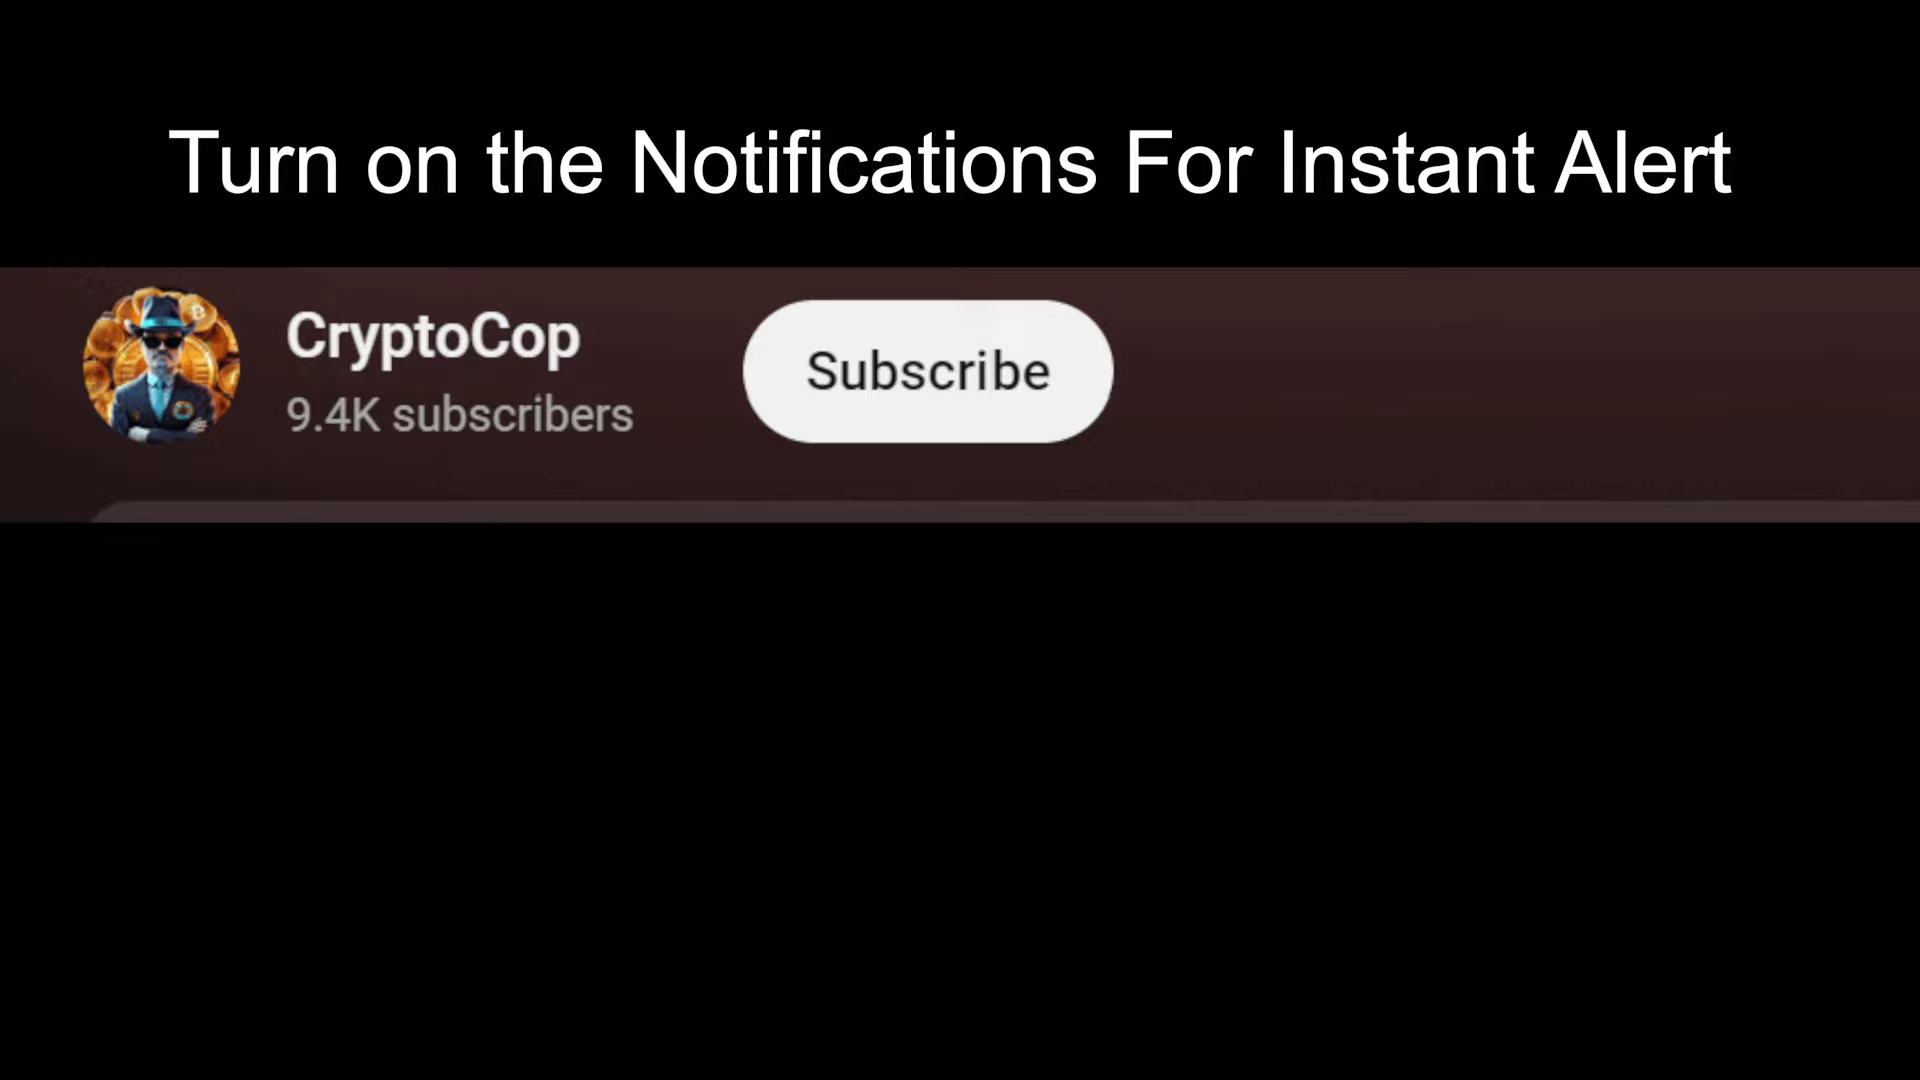 Turn on the Notifications For Instant Alert
CryptoCop
9.4K subscribers
Subscribe